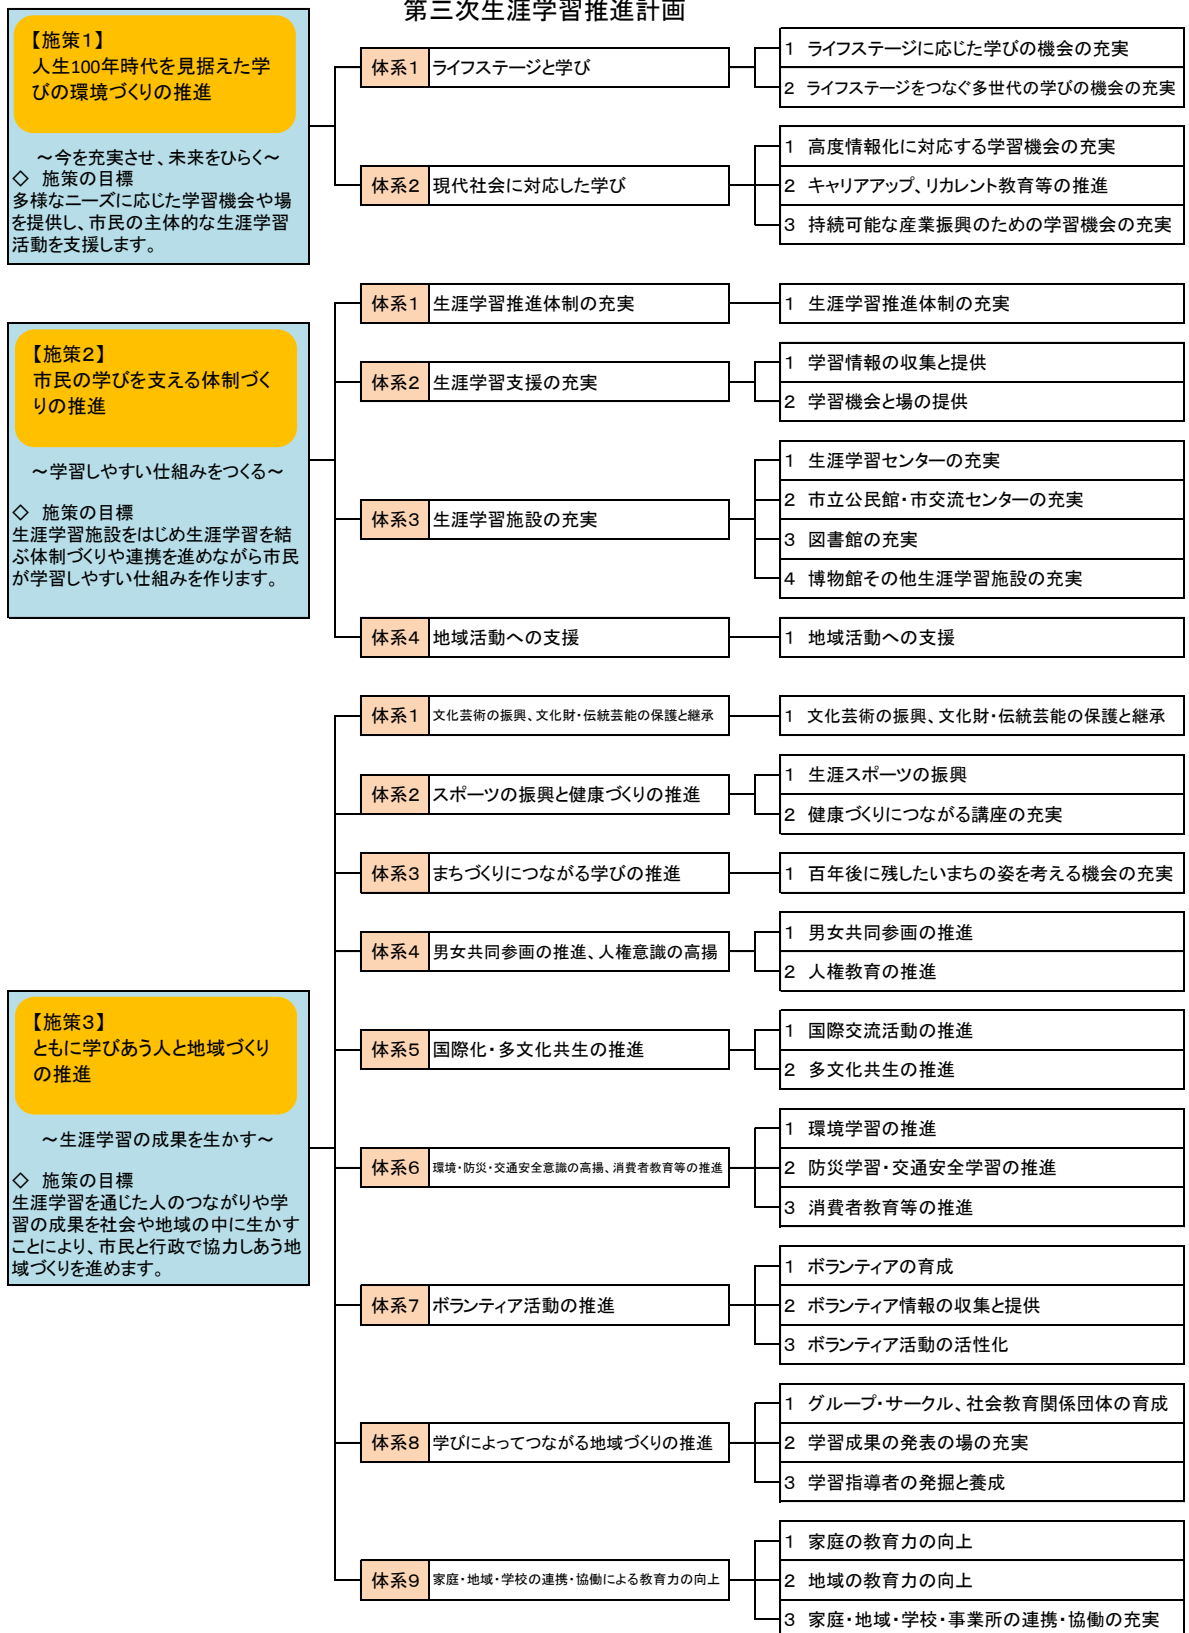 第三次生涯学習推進計画
【施策1】
人生100年時代を見据えた学
びの環境づくりの推進
～今を充実させ、未来をひらく～
◇ 施策の目標
多様なニーズに応じた学習機会や場
を提供し、市民の主体的な生涯学習
活動を支援します。
体系1 ライフステージと学び
1 ライフステージに応じた学びの機会の充実
2 ライフステージをつなぐ多世代の学びの機会の充実
体系2 現代社会に対応した学び
1 高度情報化に対応する学習機会の充実
2 キャリアアップ、リカレント教育等の推進
3 持続可能な産業振興のための学習機会の充実
【施策2】
市民の学びを支える体制づく
りの推進
～学習しやすい仕組みをつくる～
◇ 施策の目標
生涯学習施設をはじめ生涯学習を結
ぶ体制づくりや連携を進めながら市民
が学習しやすい仕組みを作ります。
体系1 生涯学習推進体制の充実
1 生涯学習推進体制の充実
体系2 生涯学習支援の充実
1 学習情報の収集と提供
2 学習機会と場の提供
体系3 生涯学習施設の充実
1 生涯学習センターの充実
2 市立公民館・市交流センターの充実
3 図書館の充実
4 博物館その他生涯学習施設の充実
体系4 地域活動への支援
1 地域活動への支援
【施策3】
ともに学びあう人と地域づくり
の推進
～生涯学習の成果を生かす～
◇ 施策の目標
生涯学習を通じた人のつながりや学
習の成果を社会や地域の中に生かす
ことにより、市民と行政で協力しあう地
域づくりを進めます。
体系1 文化芸術の振興、文化財・伝統芸能の保護と継承
1 文化芸術の振興、文化財・伝統芸能の保護と継承
体系2 スポーツの振興と健康づくりの推進
1 生涯スポーツの振興
2 健康づくりにつながる講座の充実
体系3 まちづくりにつながる学びの推進
1 百年後に残したいまちの姿を考える機会の充実
体系4 男女共同参画の推進、人権意識の高揚
1 男女共同参画の推進
2 人権教育の推進
体系5 国際化・多文化共生の推進
1 国際交流活動の推進
2 多文化共生の推進
体系6 環境・防災・交通安全意識の高揚、消費者教育等の推進
1 環境学習の推進
2 防災学習・交通安全学習の推進
3 消費者教育等の推進
体系7 ボランティア活動の推進
1 ボランティアの育成
2 ボランティア情報の収集と提供
3 ボランティア活動の活性化
体系8 学びによってつながる地域づくりの推進
1 グループ・サークル、社会教育関係団体の育成
2 学習成果の発表の場の充実
3 学習指導者の発掘と養成
体系9 家庭・地域・学校の連携・協働による教育力の向上
1 家庭の教育力の向上
2 地域の教育力の向上
3 家庭・地域・学校・事業所の連携・協働の充実